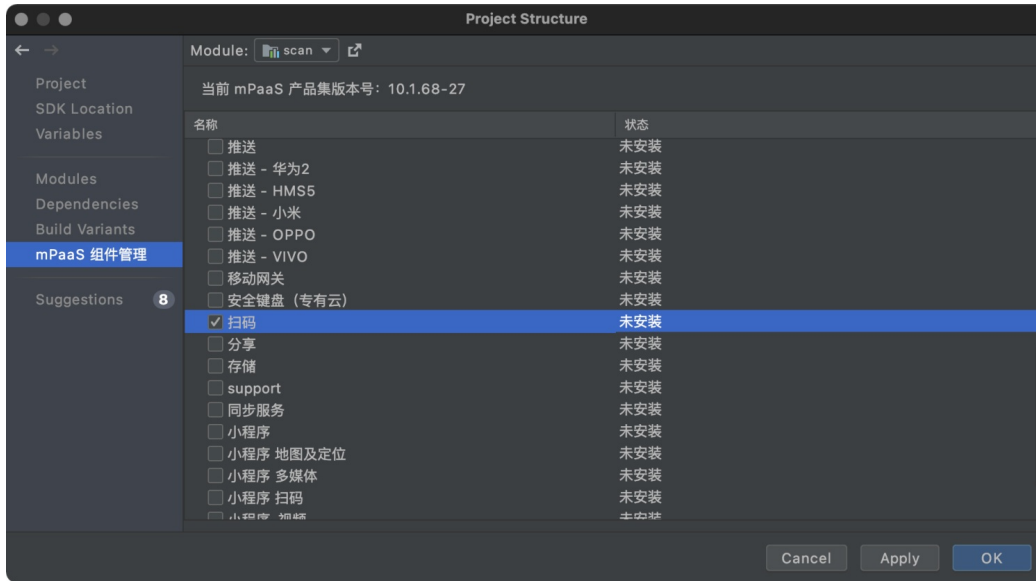 Project Structure
Module: scan
Project
SDK Location
Variables
Modules
Dependencies
Build Variants
mPaaS 组件管理
Suggestions 8
当前 mPaaS 产品集版本号：10.1.68-27
名称 状态
推送 未安装
推送 - 华为2 未安装
推送 - HMS5 未安装
推送 - 小米 未安装
推送 - OPPO 未安装
推送 - VIVO 未安装
移动网关 未安装
安全键盘（专有云） 未安装
扫码 未安装
分享 未安装
存储 未安装
support 未安装
同步服务 未安装
小程序 未安装
小程序 地图及定位 未安装
小程序 多媒体 未安装
小程序 扫码 未安装
小程序 视频 未安装
Cancel Apply OK